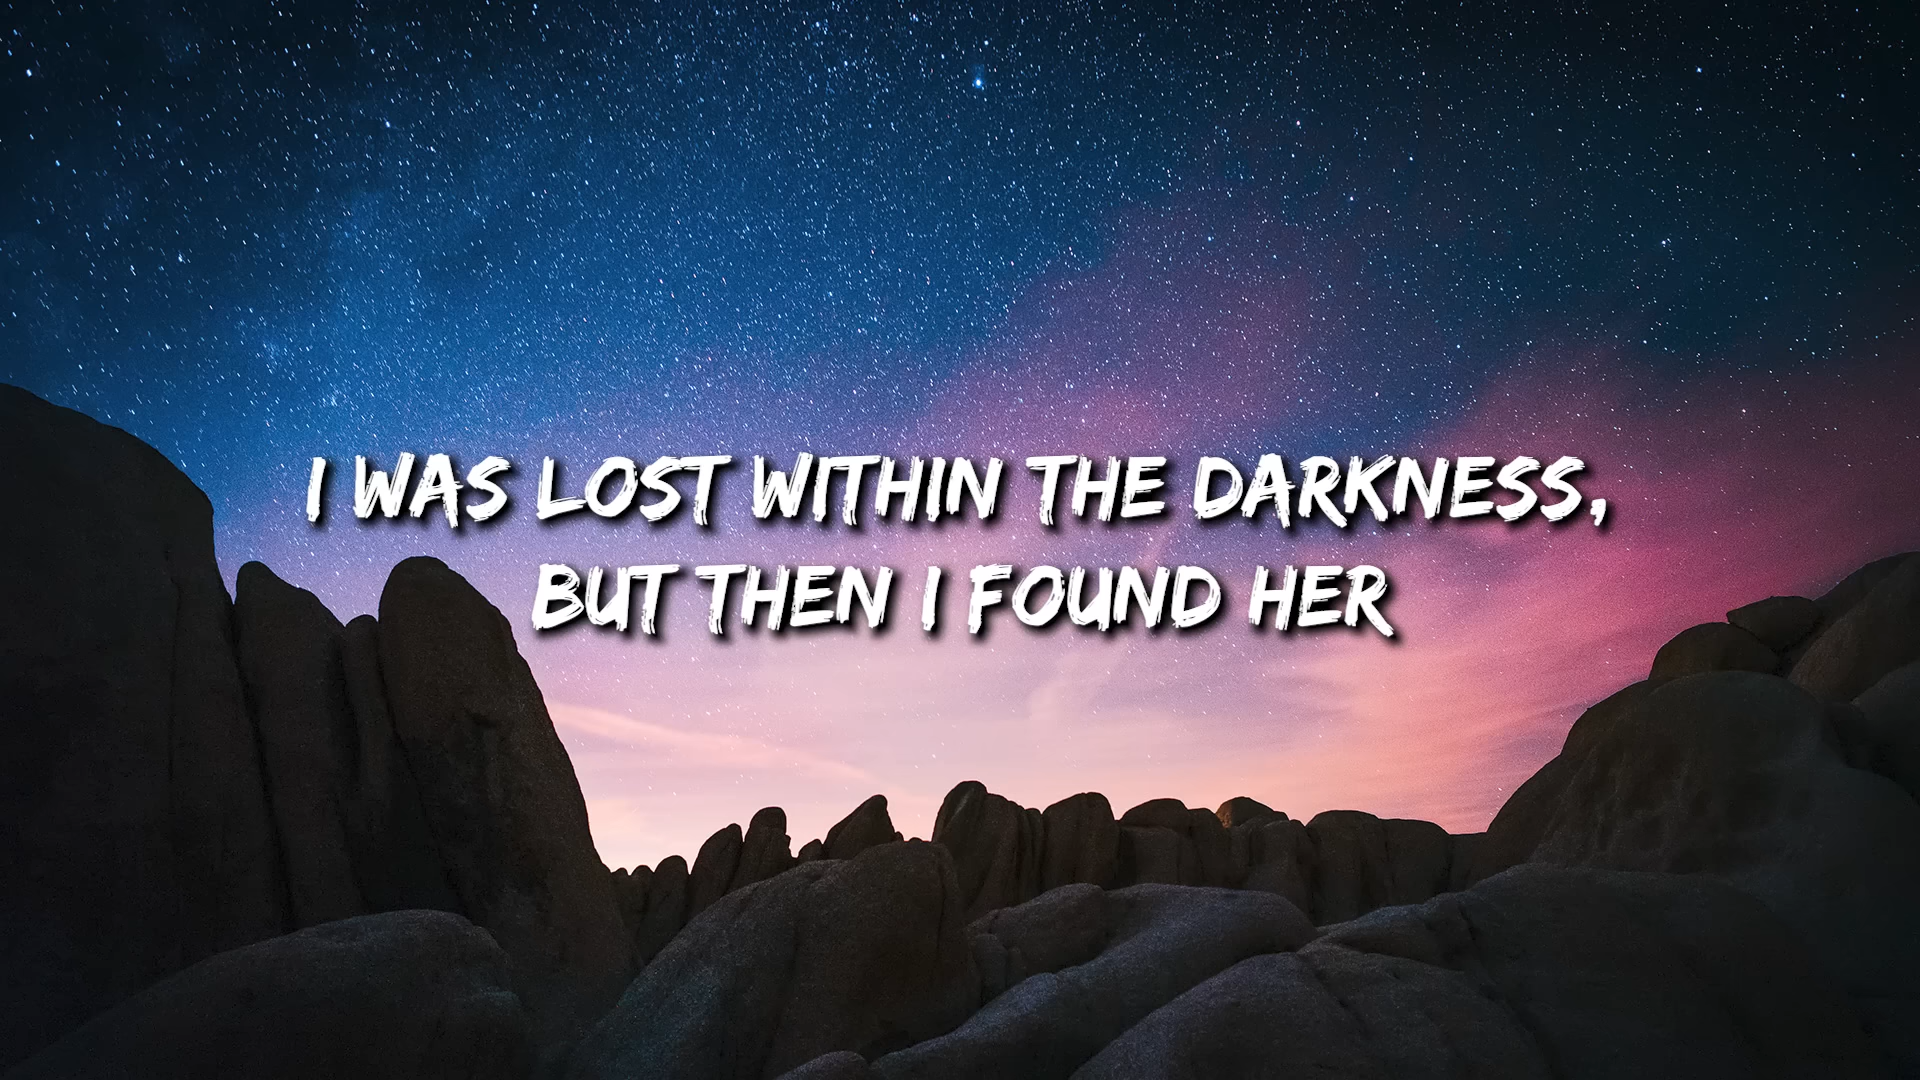 I WAS LOST WITHIN THE DARKNESS,
BUT THEN I FOUND HER